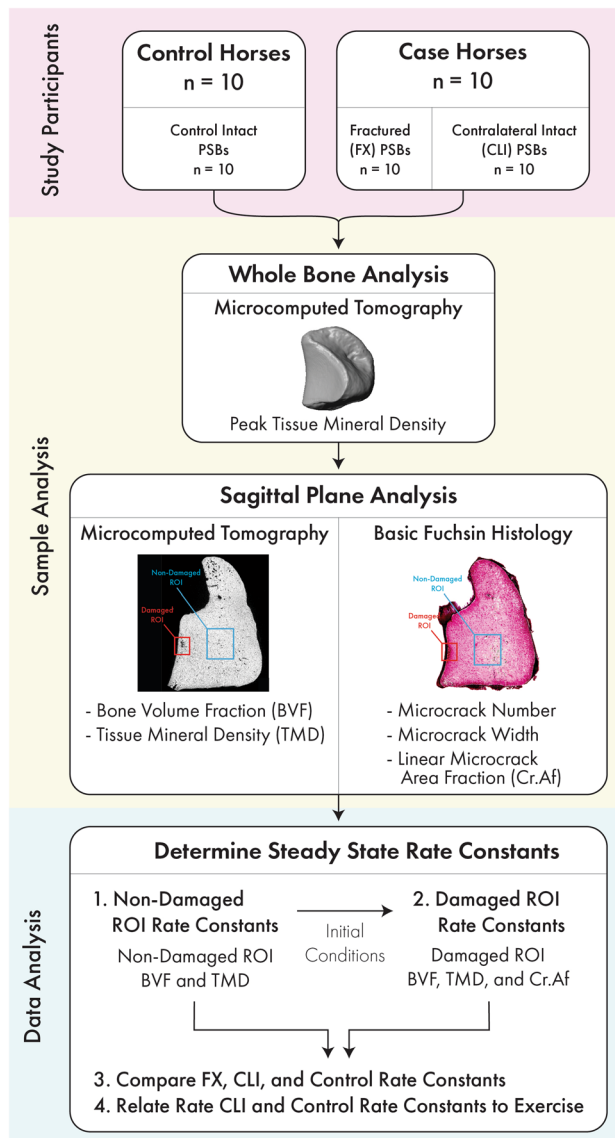 Study Participants
Control Horses
n = 10
Control Intact
PSBs
n = 10
Case Horses
n = 10
Fractured
(FX) PSBs
n = 10
Contralateral Intact
(CLI) PSBs
n = 10
Sample Analysis
Whole Bone Analysis
Microcomputed Tomography
Peak Tissue Mineral Density
Sagittal Plane Analysis
Microcomputed Tomography
Non-Damaged
ROI
Damaged
ROI
- Bone Volume Fraction (BVF)
- Tissue Mineral Density (TMD)
Basic Fuchsin Histology
Non-Damaged
ROI
Damaged
ROI
- Microcrack Number
- Microcrack Width
- Linear Microcrack
Area Fraction (Cr.Af)
Data Analysis
Determine Steady State Rate Constants
1. Non-Damaged
ROI Rate Constants
Non-Damaged ROI
BVF and TMD
Initial
Conditions
2. Damaged ROI
Rate Constants
Damaged ROI
BVF, TMD, and Cr.Af
3. Compare FX, CLI, and Control Rate Constants
4. Relate Rate CLI and Control Rate Constants to Exercise